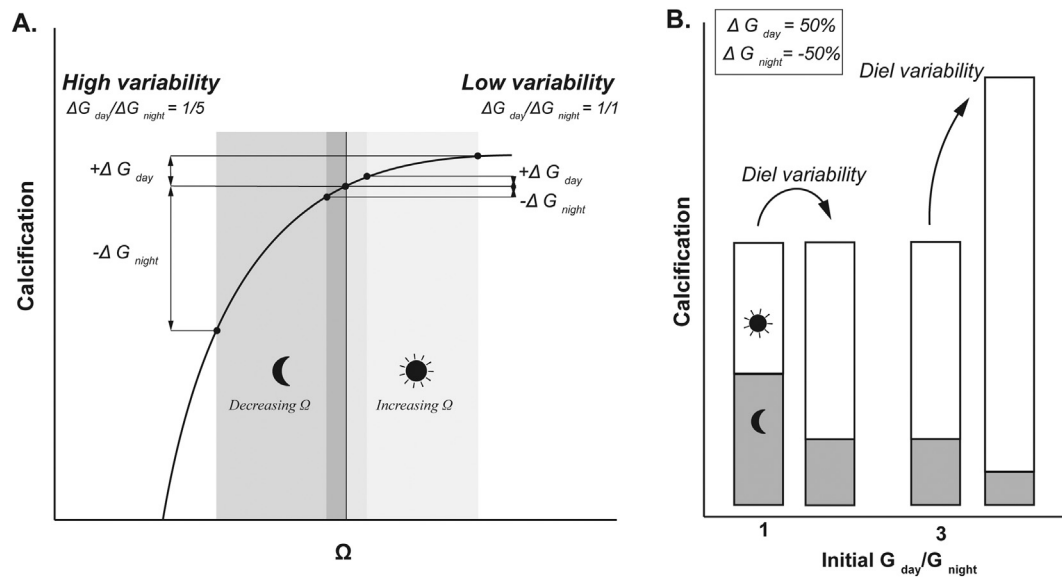 A.
High variability
ΔG day/ΔG night = 1/5
Low variability
ΔG day/ΔG night = 1/1
+Δ G day
-Δ G night
+Δ G day
-Δ G night
Decreasing Ω
Increasing Ω
Calcification
Ω
B.
Δ G day = 50%
Δ G night = -50%
Diel variability
Diel variability
Calcification
1
3
Initial G day/G night